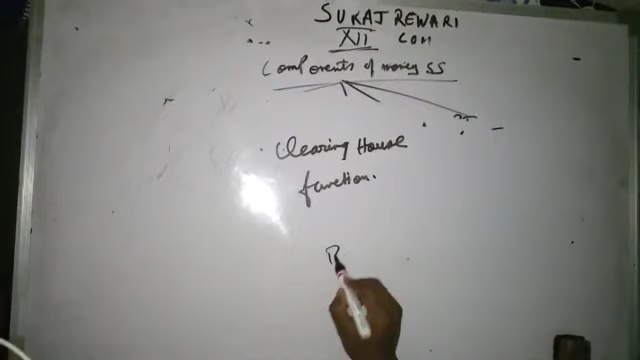 SURAJ REWARI
XII COM
Components of money SS
Clearing House
function.